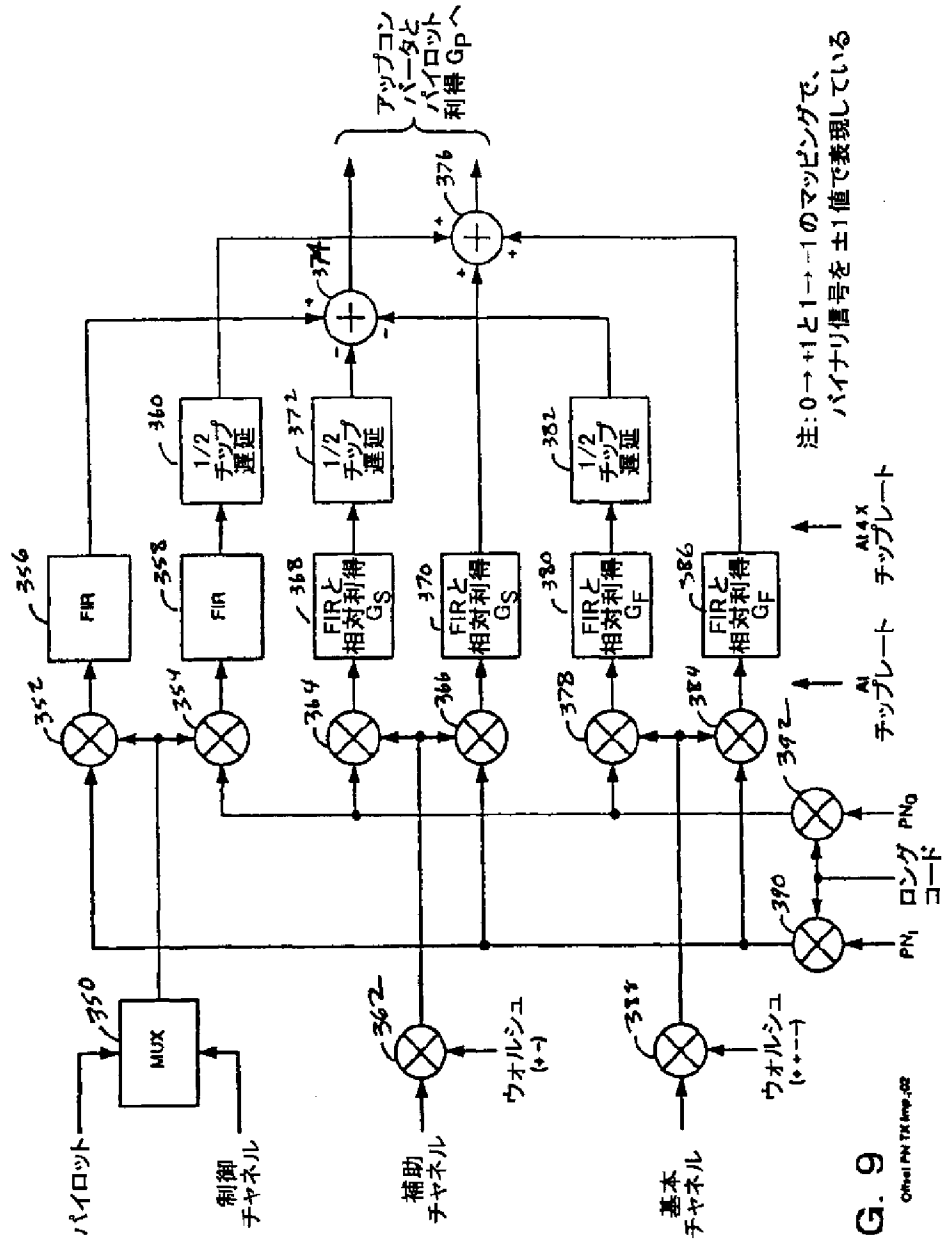 パイロット
制御
チャネル
350
MUX
352
354
356
FIR
358
FIR
360
1/2
チップ
遅延
補助
チャネル
362
ウォルシュ
(+-)
364
366
368
FIRと
相対利得
GS
370
FIRと
相対利得
GS
372
1/2
チップ
遅延
374
+
-
-
376
+
+
+
アップコン
バータと
パイロット
利得 GPへ
基本
チャネル
388
ウォルシュ
(++--)
378
384
380
FIRと
相対利得
GF
386
FIRと
相対利得
GF
382
1/2
チップ
遅延
390
392
PNI
ロング
コード
PNQ
At
チップレート
At 4 X
チップレート
注: 0→+1と1→-1のマッピングで、
バイナリ信号を±1値で表現している
G. 9